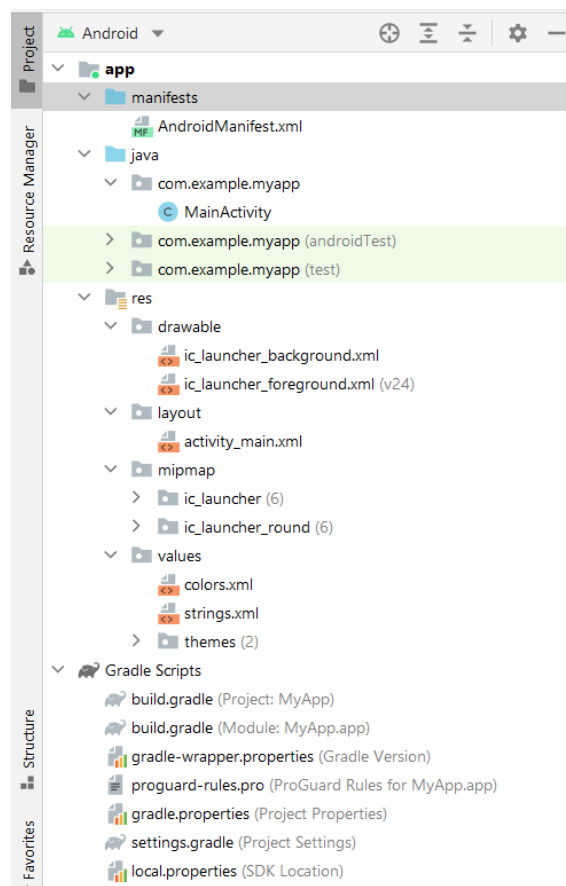 Project
Resource Manager
Structure
Favorites
Android
app
manifests
MF AndroidManifest.xml
java
com.example.myapp
C MainActivity
com.example.myapp (androidTest)
com.example.myapp (test)
res
drawable
ic_launcher_background.xml
ic_launcher_foreground.xml (v24)
layout
activity_main.xml
mipmap
ic_launcher (6)
ic_launcher_round (6)
values
colors.xml
strings.xml
themes (2)
Gradle Scripts
build.gradle (Project: MyApp)
build.gradle (Module: MyApp.app)
gradle-wrapper.properties (Gradle Version)
proguard-rules.pro (ProGuard Rules for MyApp.app)
gradle.properties (Project Properties)
settings.gradle (Project Settings)
local.properties (SDK Location)